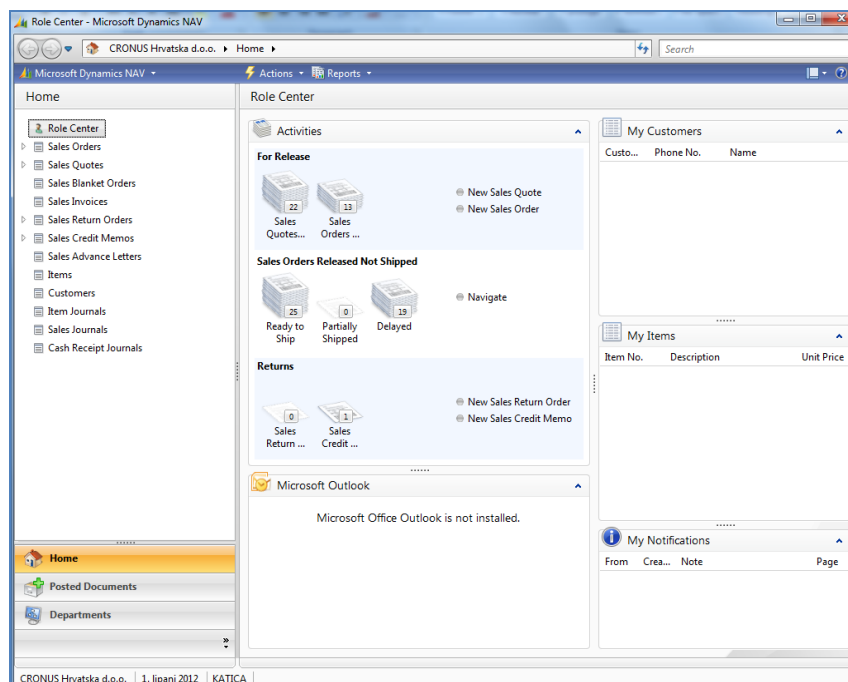 Role Center - Microsoft Dynamics NAV
CRONUS Hrvatska d.o.o. Home
Search
Microsoft Dynamics NAV
Actions Reports
Home
Role Center
Sales Orders
Sales Quotes
Sales Blanket Orders
Sales Invoices
Sales Return Orders
Sales Credit Memos
Sales Advance Letters
Items
Customers
Item Journals
Sales Journals
Cash Receipt Journals
Home
Posted Documents
Departments
Role Center
Activities
For Release
22
Sales
Quotes...
13
Sales
Orders ...
New Sales Quote
New Sales Order
Sales Orders Released Not Shipped
25
Ready to
Ship
0
Partially
Shipped
19
Delayed
Navigate
Returns
0
Sales
Return ...
1
Sales
Credit ...
New Sales Return Order
New Sales Credit Memo
Microsoft Outlook
Microsoft Office Outlook is not installed.
My Customers
Custo... Phone No. Name
My Items
Item No. Description Unit Price
My Notifications
From Crea... Note Page
CRONUS Hrvatska d.o.o. 1. lipanj 2012 KATICA